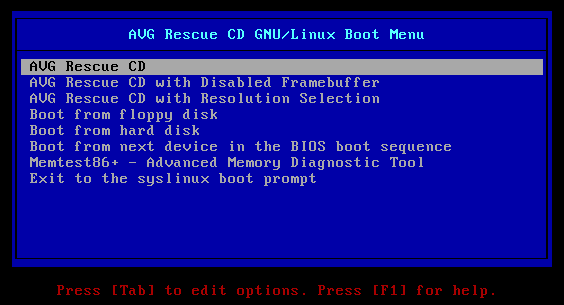 AVG Rescue CD GNU/Linux Boot Menu
AVG Rescue CD
AVG Rescue CD with Disabled Framebuffer
AVG Rescue CD with Resolution Selection
Boot from floppy disk
Boot from hard disk
Boot from next device in the BIOS boot sequence
Memtest86+ - Advanced Memory Diagnostic Tool
Exit to the syslinux boot prompt
Press [Tab] to edit options. Press [F1] for help.